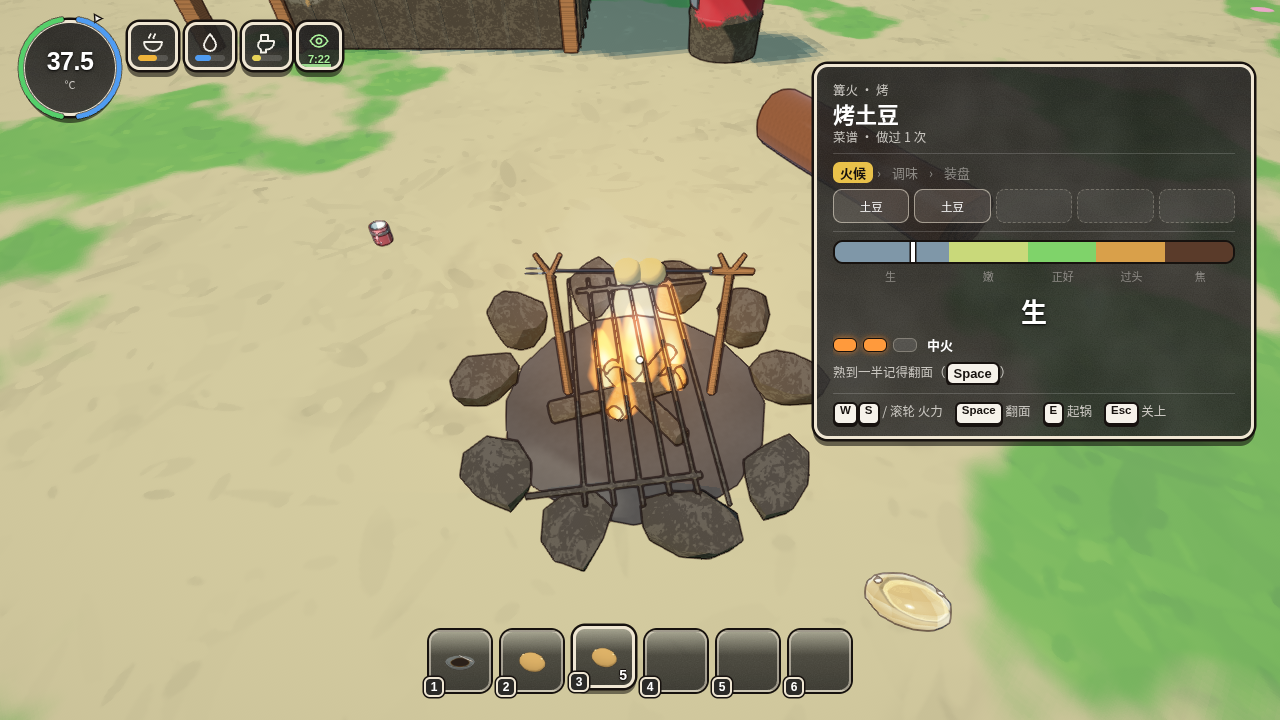 37.5
°C
7:22
篝火 · 烤
烤土豆
菜谱 · 做过 1 次
火候 › 调味 › 装盘
土豆 土豆
生 嫩 正好 过头 焦
生
中火
熟到一半记得翻面（ Space ）
W S / 滚轮 火力 Space 翻面 E 起锅 Esc 关上
5
1 2 3 4 5 6